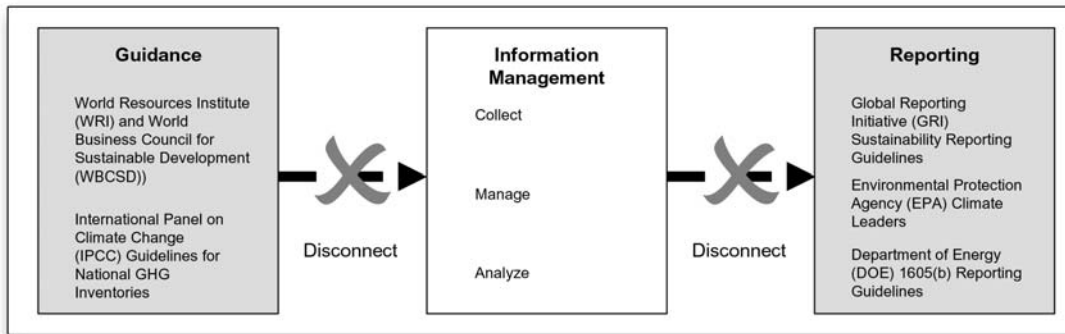 Guidance
World Resources Institute
(WRI) and World
Business Council for
Sustainable Development
(WBCSD))
International Panel on
Climate Change
(IPCC) Guidelines for
National GHG
Inventories
Disconnect
Information
Management
Collect
Manage
Analyze
Disconnect
Reporting
Global Reporting
Initiative (GRI)
Sustainability Reporting
Guidelines
Environmental Protection
Agency (EPA) Climate
Leaders
Department of Energy
(DOE) 1605(b) Reporting
Guidelines